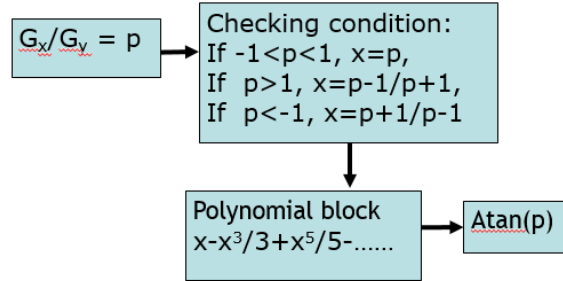 Gx/Gy = p
Checking condition:
If -1<p<1, x=p,
If p>1, x=p-1/p+1,
If p<-1, x=p+1/p-1
Polynomial block
x-x³/3+x⁵/5-......
Atan(p)